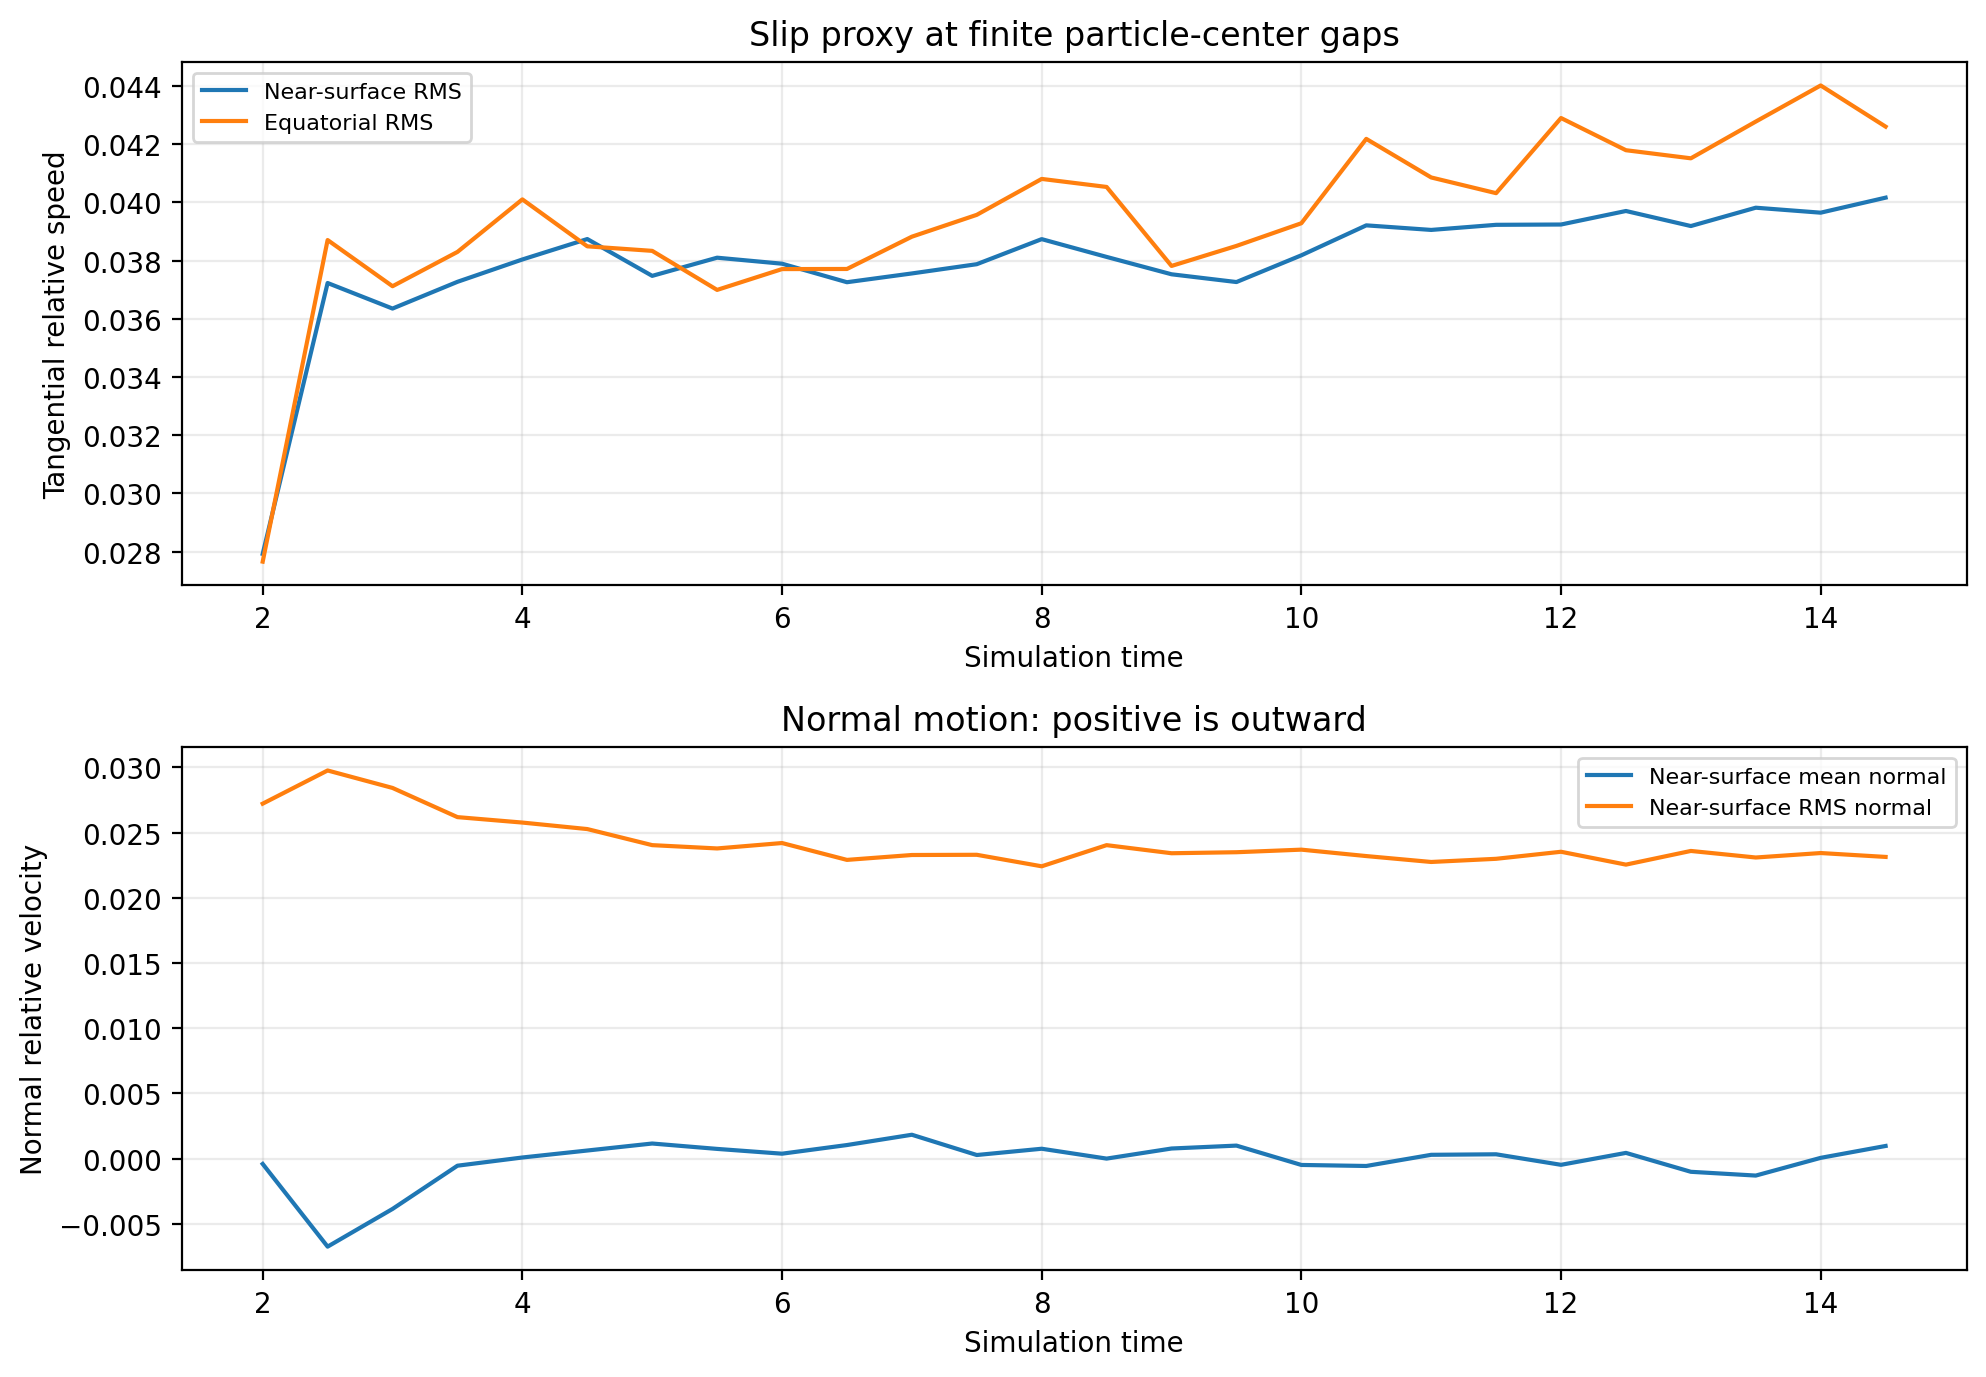 Slip proxy at finite particle-center gaps
Near-surface RMS
Equatorial RMS
Tangential relative speed
0.044
0.042
0.040
0.038
0.036
0.034
0.032
0.030
0.028
2 4 6 8 10 12 14
Simulation time
Normal motion: positive is outward
Near-surface mean normal
Near-surface RMS normal
Normal relative velocity
0.030
0.025
0.020
0.015
0.010
0.005
0.000
−0.005
2 4 6 8 10 12 14
Simulation time